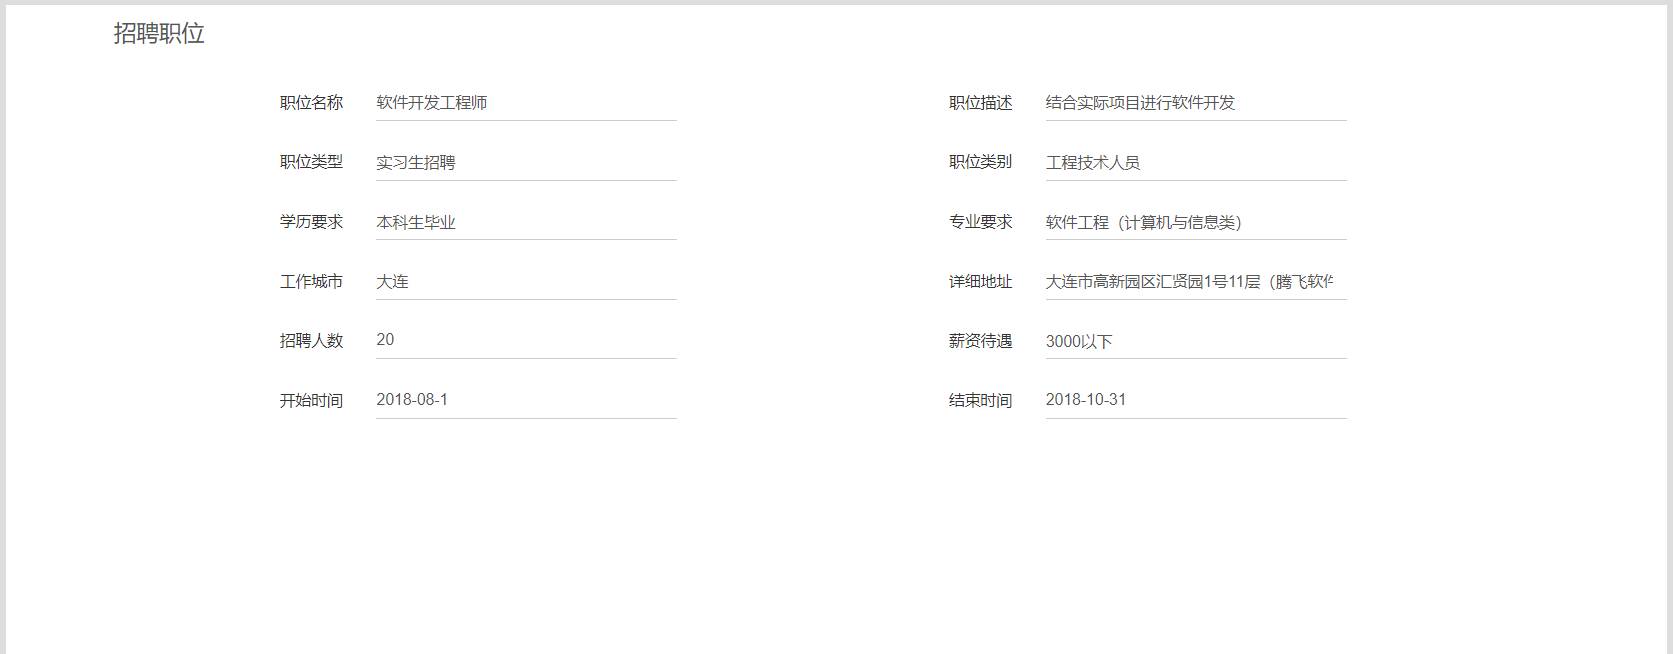 招聘职位
职位名称 软件开发工程师 职位描述 结合实际项目进行软件开发
职位类型 实习生招聘 职位类别 工程技术人员
学历要求 本科生毕业 专业要求 软件工程（计算机与信息类）
工作城市 大连 详细地址 大连市高新园区汇贤园1号11层（腾飞软件
招聘人数 20 薪资待遇 3000以下
开始时间 2018-08-1 结束时间 2018-10-31